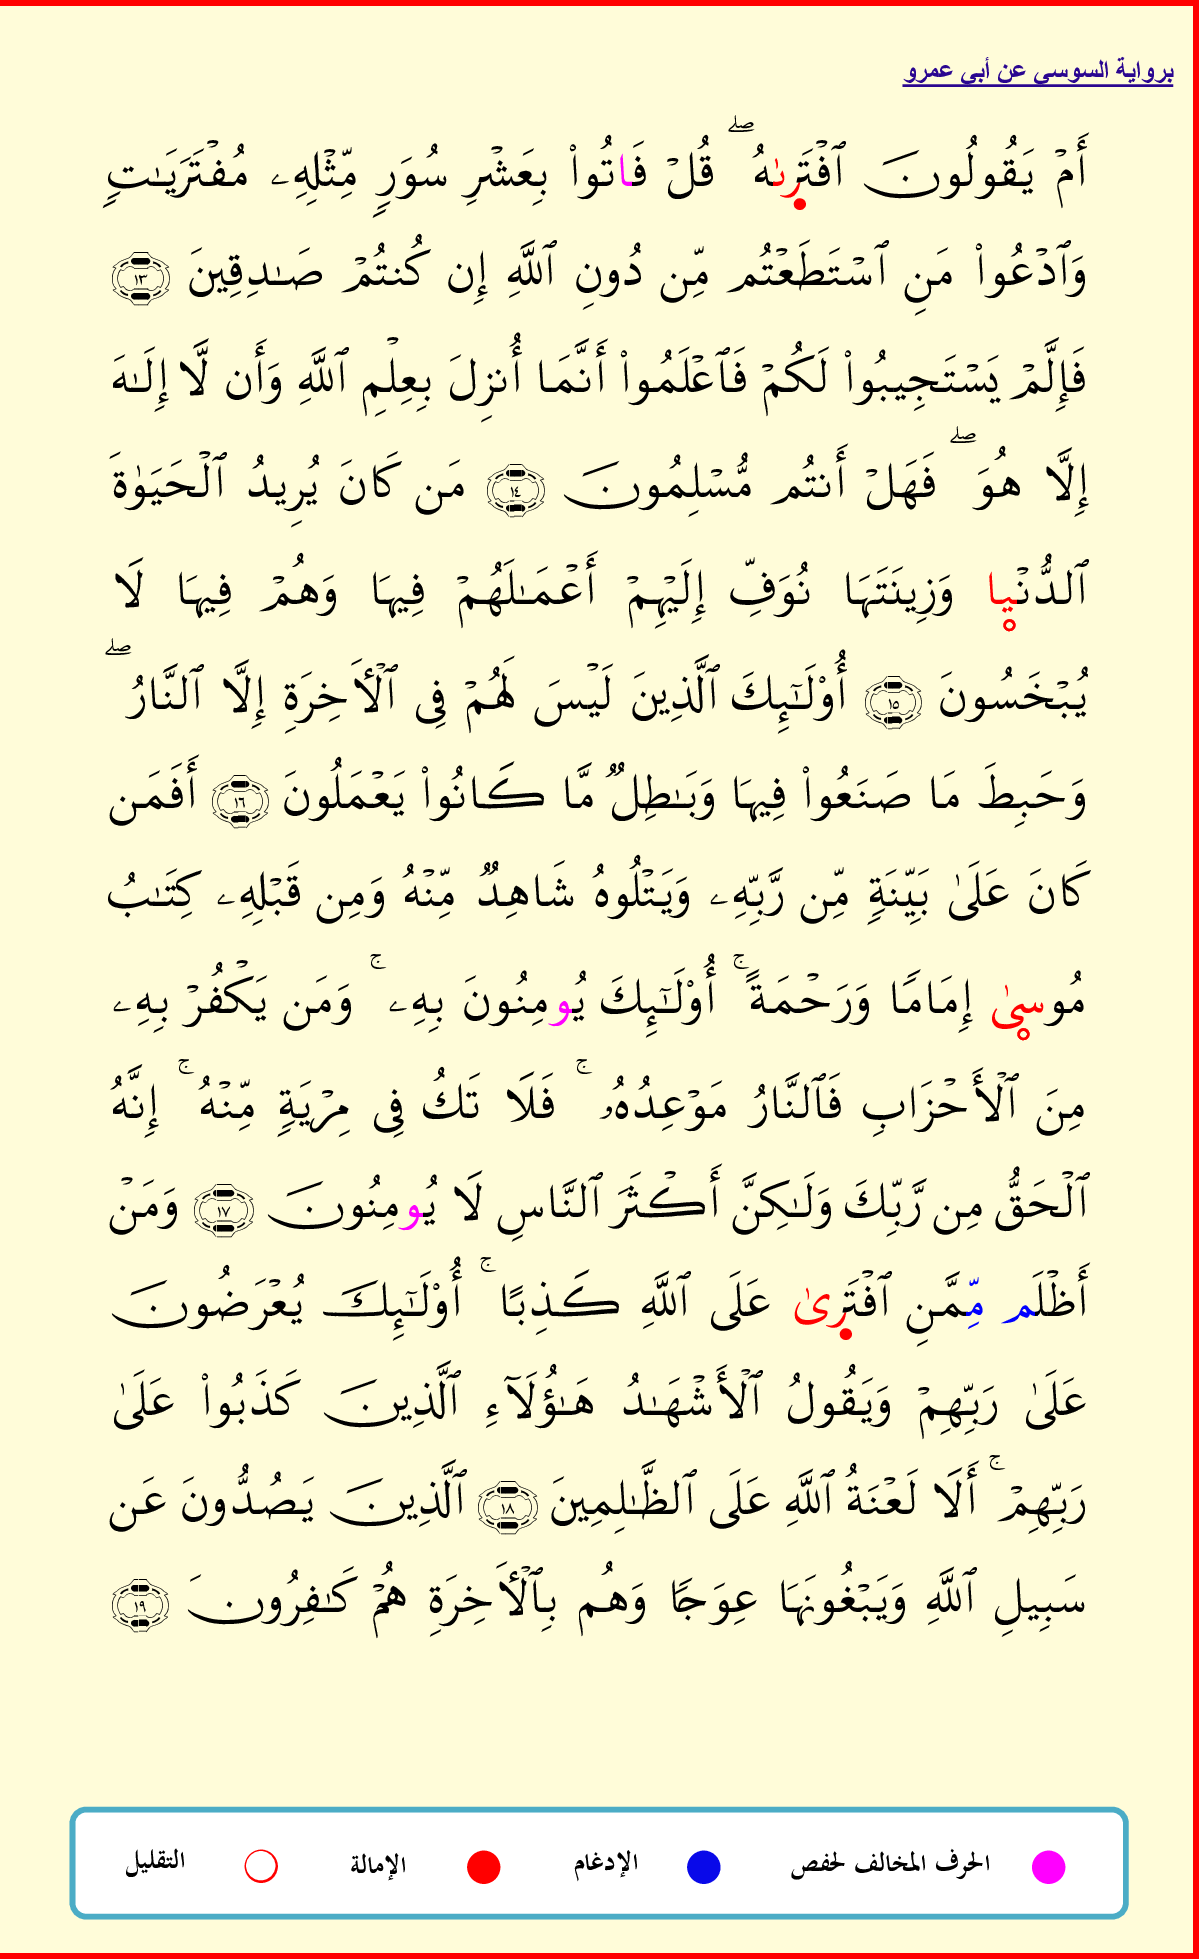 برواية السوسي عن أبي عمرو
أَمۡ يَقُولُونَ ٱفۡتَرِىٰهُ ۖ قُلۡ فَاتُوا۟ بِعَشۡرِ سُوَرٍ مِّثۡلِهِۦ مُفۡتَرَيَـٰتٍ
وَٱدۡعُوا۟ مَنِ ٱسۡتَطَعۡتُم مِّن دُونِ ٱللَّهِ إِن كُنتُمۡ صَـٰدِقِينَ ١٣
فَإِلَّمۡ يَسۡتَجِيبُوا۟ لَكُمۡ فَٱعۡلَمُوا۟ أَنَّمَا أُنزِلَ بِعِلۡمِ ٱللَّهِ وَأَن لَّا إِلَـٰهَ
إِلَّا هُوَ ۖ فَهَلۡ أَنتُم مُّسۡلِمُونَ ١٤ مَن كَانَ يُرِيدُ ٱلۡحَيَوٰةَ
ٱلدُّنۡيا وَزِينَتَهَا نُوَفِّ إِلَيۡهِمۡ أَعۡمَـٰلَهُمۡ فِيهَا وَهُمۡ فِيهَا لَا
يُبۡخَسُونَ ١٥ أُو۟لَـٰٓئِكَ ٱلَّذِينَ لَيۡسَ لَهُمۡ فِى ٱلۡأَخِرَةِ إِلَّا ٱلنَّارُ ۖ
وَحَبِطَ مَا صَنَعُوا۟ فِيهَا وَبَـٰطِلٌ مَّا كَانُوا۟ يَعۡمَلُونَ ١٦ أَفَمَن
كَانَ عَلَىٰ بَيِّنَةٍ مِّن رَّبِّهِۦ وَيَتۡلُوهُ شَاهِدٌ مِّنۡهُ وَمِن قَبۡلِهِۦ كِتَـٰبُ
مُوسىٰ إِمَامًا وَرَحۡمَةً ۚ أُو۟لَـٰٓئِكَ يُومِنُونَ بِهِۦ ۚ وَمَن يَكۡفُرۡ بِهِۦ
مِنَ ٱلۡأَحۡزَابِ فَٱلنَّارُ مَوۡعِدُهُۥ ۚ فَلَا تَكُ فِى مِرۡيَةٍ مِّنۡهُ ۚ إِنَّهُ
ٱلۡحَقُّ مِن رَّبِّكَ وَلَـٰكِنَّ أَكۡثَرَ ٱلنَّاسِ لَا يُومِنُونَ ١٧ وَمَنۡ
أَظۡلَم مِّمَّنِ ٱفۡتَرِىٰ عَلَى ٱللَّهِ كَذِبًا ۚ أُو۟لَـٰٓئِكَ يُعۡرَضُونَ
عَلَىٰ رَبِّهِمۡ وَيَقُولُ ٱلۡأَشۡهَـٰدُ هَـٰٓؤُلَآءِ ٱلَّذِينَ كَذَبُوا۟ عَلَىٰ
رَبِّهِمۡ ۚ أَلَا لَعۡنَةُ ٱللَّهِ عَلَى ٱلظَّـٰلِمِينَ ١٨ ٱلَّذِينَ يَصُدُّونَ عَن
سَبِيلِ ٱللَّهِ وَيَبۡغُونَهَا عِوَجًا وَهُم بِٱلۡأَخِرَةِ هُمۡ كَـٰفِرُونَ ١٩
الحرف المخالف لحفص الإدغام الإمالة التقليل